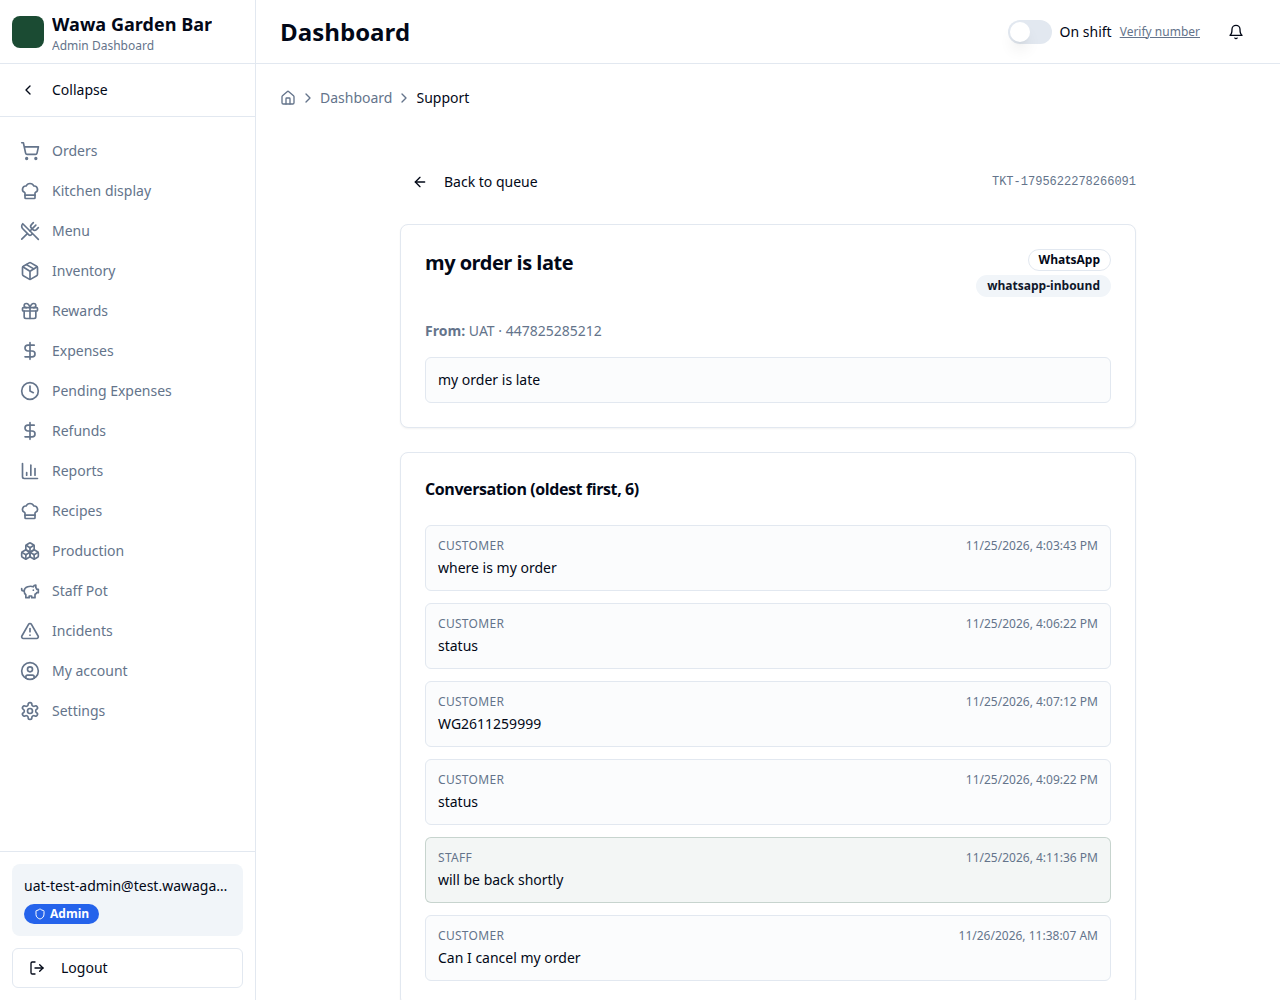 Wawa Garden Bar
Admin Dashboard
Dashboard
On shift
Verify number
Collapse
Dashboard
Support
Orders
Kitchen display
Menu
Inventory
Rewards
Expenses
Pending Expenses
Refunds
Reports
Recipes
Production
Staff Pot
Incidents
My account
Settings
uat-test-admin@test.wawaga...
Admin
Logout
Back to queue
TKT-1795622278266091
my order is late
WhatsApp
whatsapp-inbound
From: UAT · 447825285212
my order is late
Conversation (oldest first, 6)
CUSTOMER 11/25/2026, 4:03:43 PM
where is my order
CUSTOMER 11/25/2026, 4:06:22 PM
status
CUSTOMER 11/25/2026, 4:07:12 PM
WG2611259999
CUSTOMER 11/25/2026, 4:09:22 PM
status
STAFF 11/25/2026, 4:11:36 PM
will be back shortly
CUSTOMER 11/26/2026, 11:38:07 AM
Can I cancel my order